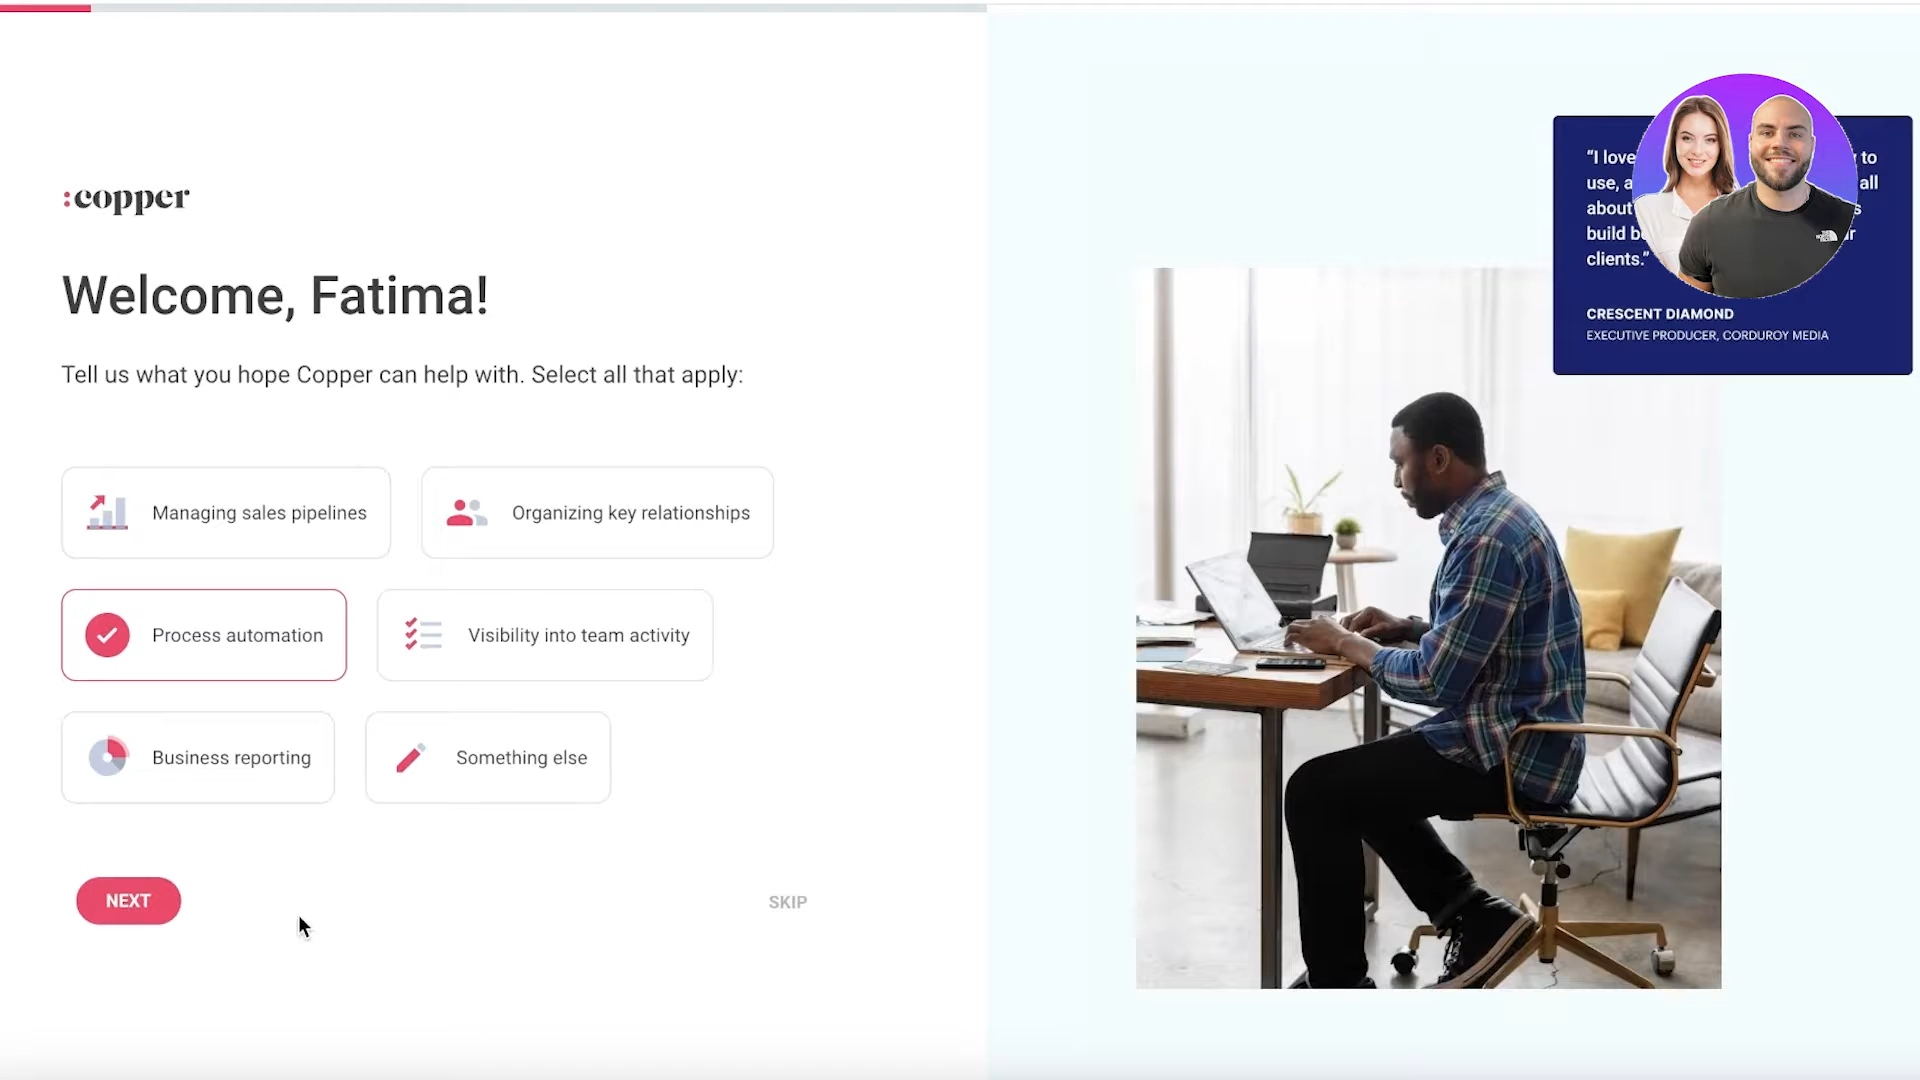 :copper
Welcome, Fatima!
Tell us what you hope Copper can help with. Select all that apply:
Managing sales pipelines
Organizing key relationships
Process automation
Visibility into team activity
Business reporting
Something else
NEXT
SKIP
“I love to
use, all
about
build
clients.”
CRESCENT DIAMOND
EXECUTIVE PRODUCER, CORDUROY MEDIA